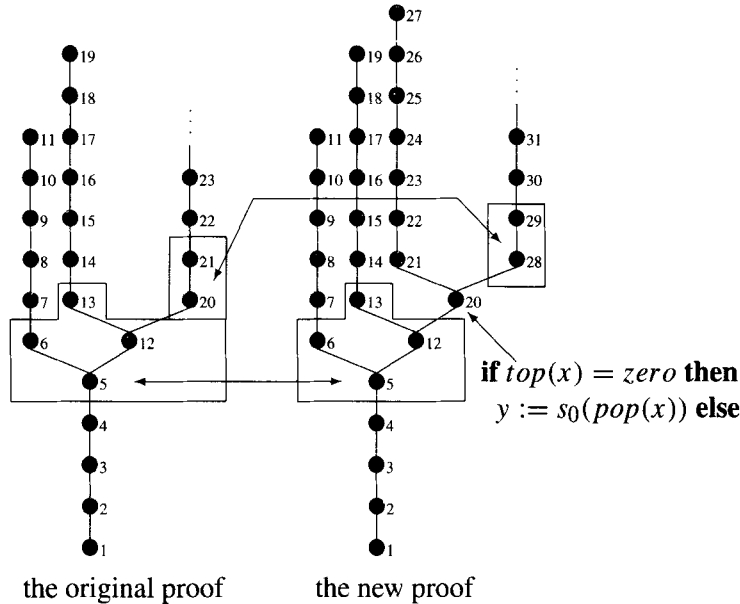 27
19 19 26
18 18 25
11 17 11 17 24 31
10 16 23 10 16 23 30
9 15 22 9 15 22 29
8 14 21 8 14 21 28
7 13 20 7 13 20
6 12 6 12
5 5
if top(x) = zero then
y := s₀(pop(x)) else
4 4
3 3
2 2
1 1
the original proof the new proof